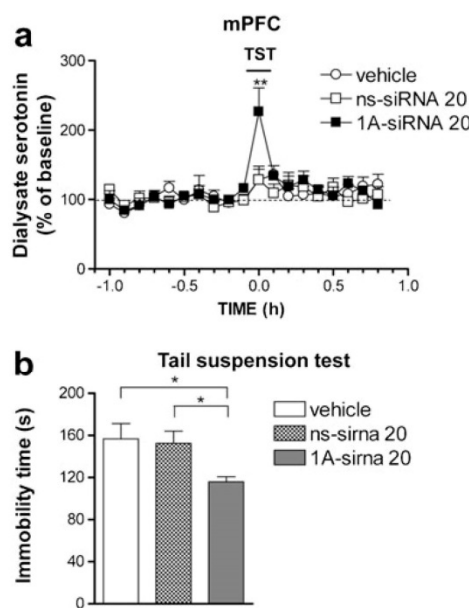 a
mPFC
TST
**
vehicle
ns-siRNA 20
1A-siRNA 20
Dialysate serotonin
(% of baseline)
300
200
100
0
-1.0
-0.5
0.0
0.5
1.0
TIME (h)
b
Tail suspension test
*
*
vehicle
ns-sirna 20
1A-sirna 20
Immobility time (s)
200
160
120
80
40
0